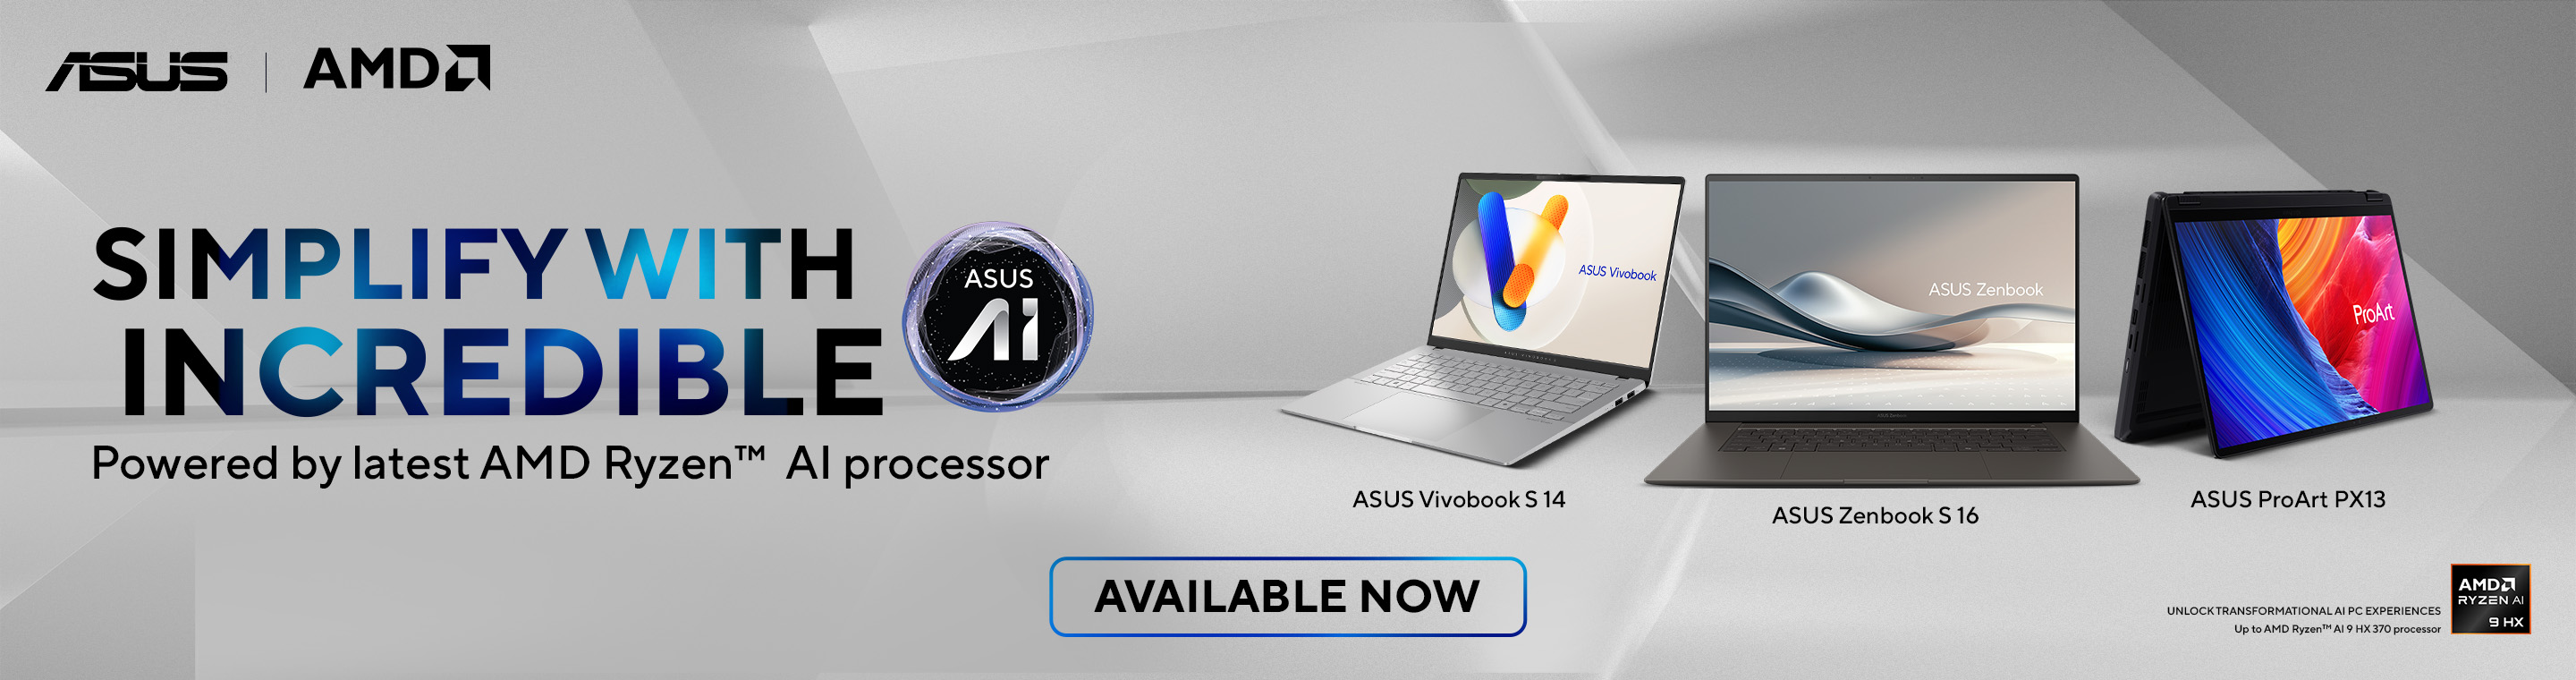 ASUS | AMD
SIMPLIFY WITH
INCREDIBLE
ASUS
Ai
Powered by latest AMD Ryzen™ AI processor
ASUS Vivobook
ASUS Zenbook
ProArt
ASUS Vivobook S 14
ASUS Zenbook S 16
ASUS ProArt PX13
AVAILABLE NOW
UNLOCK TRANSFORMATIONAL AI PC EXPERIENCES
Up to AMD Ryzen™ AI 9 HX 370 processor
AMD
RYZEN AI
9 HX